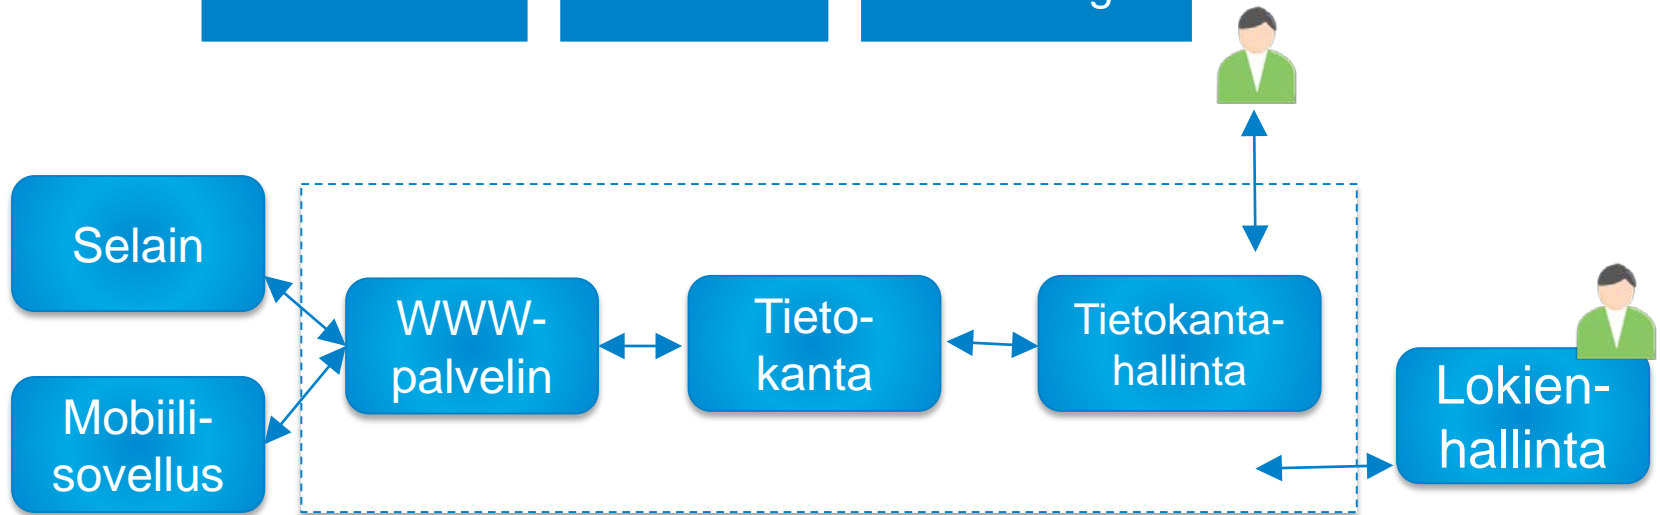 Selain
Mobiili-
sovellus
WWW-
palvelin
Tieto-
kanta
Tietokanta-
hallinta
Lokien-
hallinta